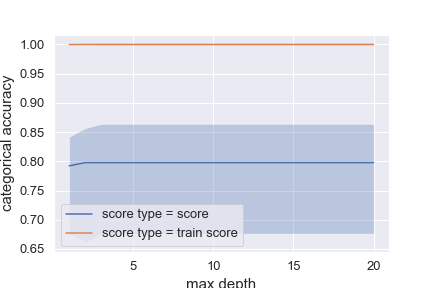 1.00
0.95
0.90
0.85
0.80
0.75
0.70
0.65
categorical accuracy
score type = score
score type = train score
5 10 15 20
max depth